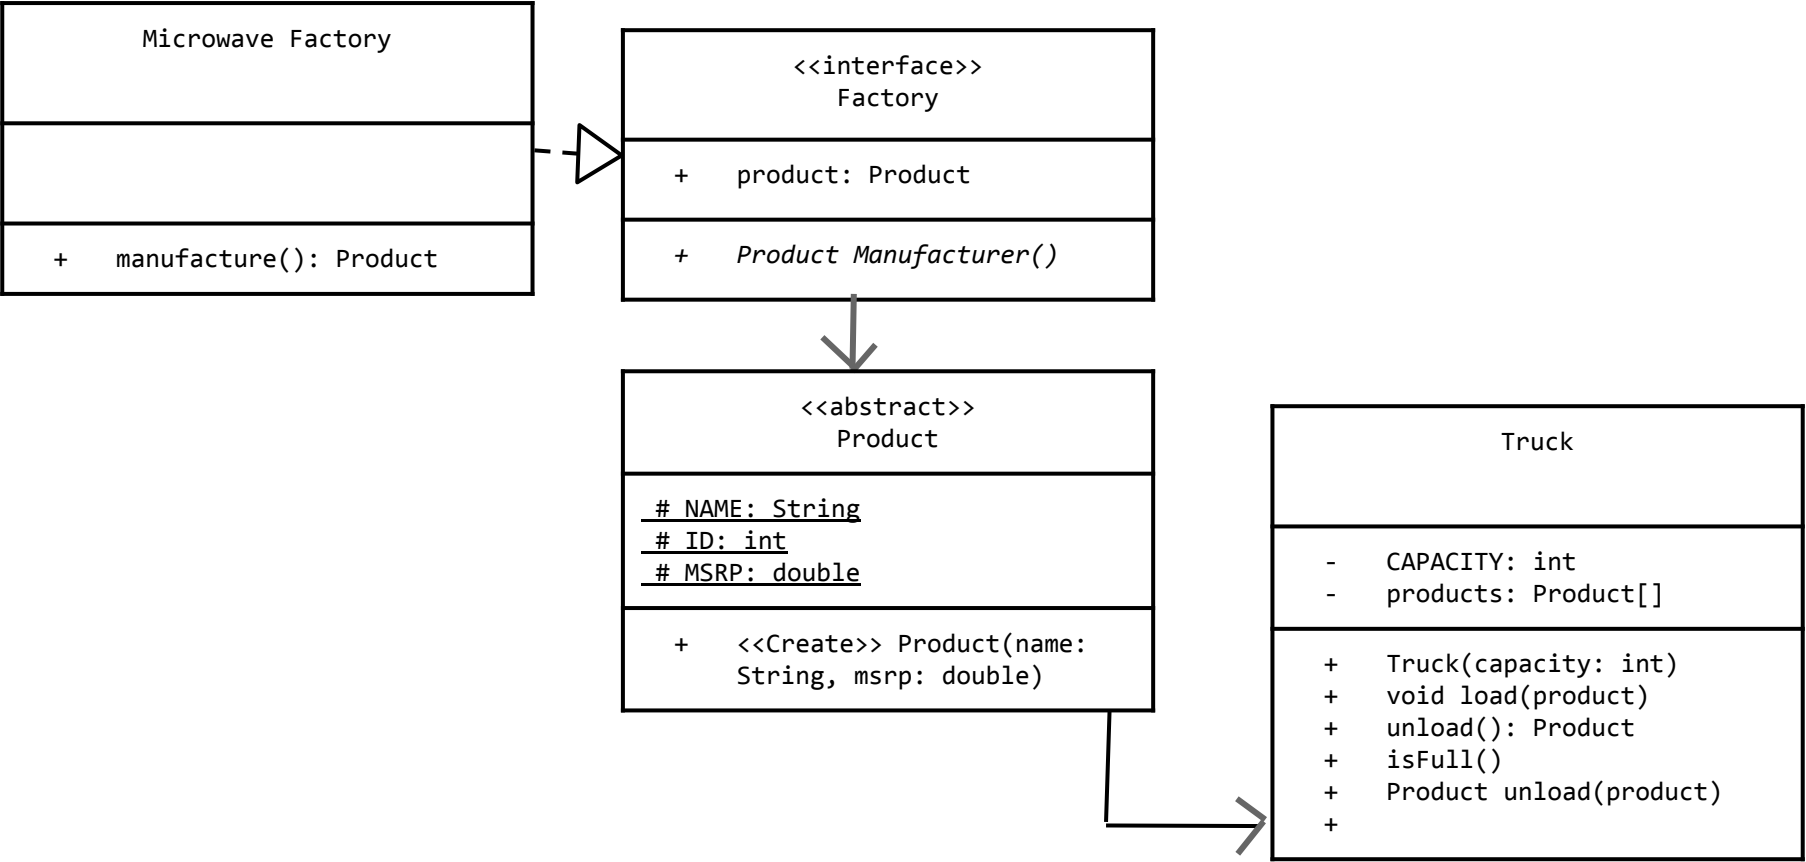 Microwave Factory
+ manufacture(): Product
<<interface>>
Factory
+ product: Product
+ Product Manufacturer()
<<abstract>>
Product
# NAME: String
# ID: int
# MSRP: double
+ <<Create>> Product(name:
String, msrp: double)
Truck
- CAPACITY: int
- products: Product[]
+ Truck(capacity: int)
+ void load(product)
+ unload(): Product
+ isFull()
+ Product unload(product)
+